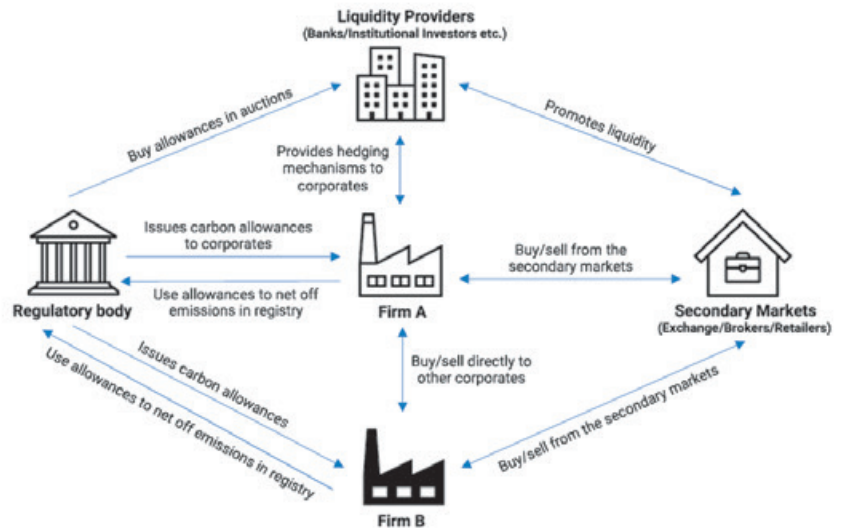 Liquidity Providers
(Banks/Institutional Investors etc.)
Buy allowances in auctions
Promotes liquidity
Provides hedging
mechanisms to
corporates
Issues carbon allowances
to corporates
Buy/sell from the
secondary markets
Use allowances to net off
emissions in registry
Regulatory body
Firm A
Secondary Markets
(Exchange/Brokers/Retailers)
Issues carbon allowances
Use allowances to net off emissions in registry
Buy/sell directly to
other corporates
Buy/sell from the secondary markets
Firm B